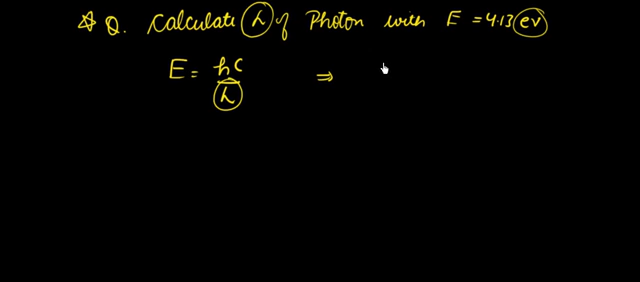 ☆ Q. Calculate λ of Photon with E = 4.13 ev
E = hc/λ ⇒